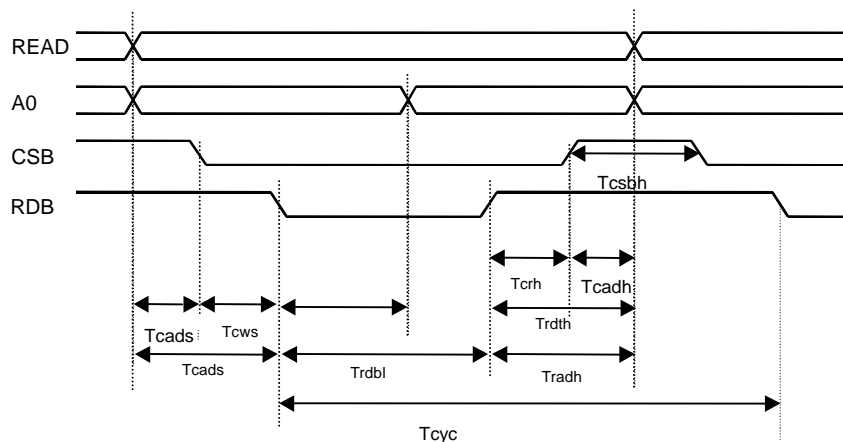 READ
A0
CSB
Tcsbh
RDB
Tcrh Tcadh
Tcads Tcws Trdth
Tcads Trdbl Tradh
Tcyc